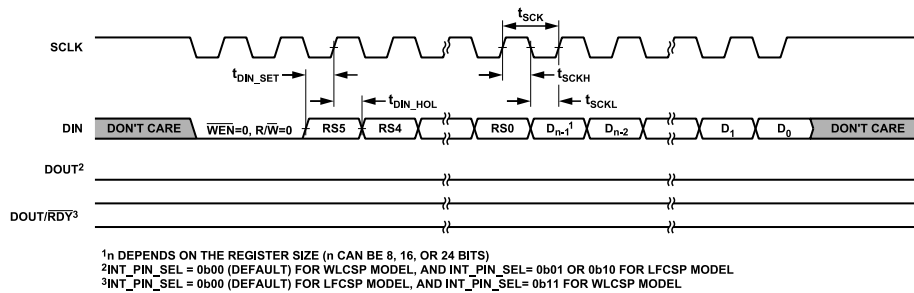 SCLK
tSCK
tDIN_SET
tSCKH
tDIN_HOL
tSCKL
DIN DON'T CARE W̅E̅N̅=0, R/W̅=0 RS5 RS4 RS0 Dn-1¹ Dn-2 D1 D0 DON'T CARE
DOUT²
DOUT/R̅D̅Y̅³
¹n DEPENDS ON THE REGISTER SIZE (n CAN BE 8, 16, OR 24 BITS)
²INT_PIN_SEL = 0b00 (DEFAULT) FOR WLCSP MODEL, AND INT_PIN_SEL= 0b01 OR 0b10 FOR LFCSP MODEL
³INT_PIN_SEL = 0b00 (DEFAULT) FOR LFCSP MODEL, AND INT_PIN_SEL= 0b11 FOR WLCSP MODEL